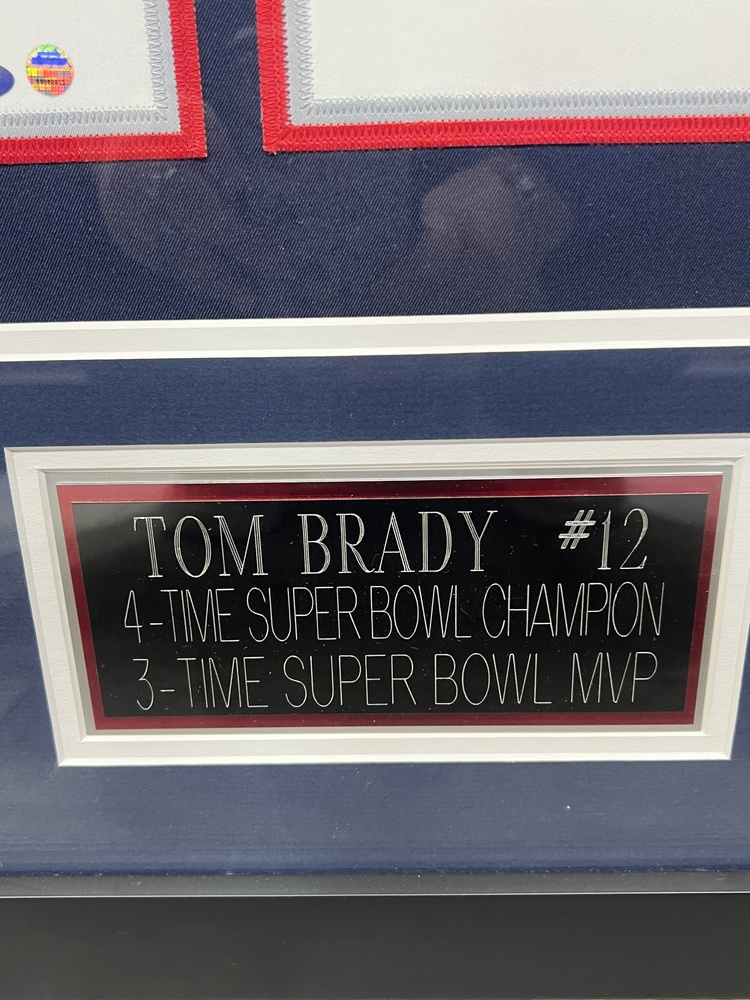 TOM BRADY #12
4-TIME SUPER BOWL CHAMPION
3-TIME SUPER BOWL MVP